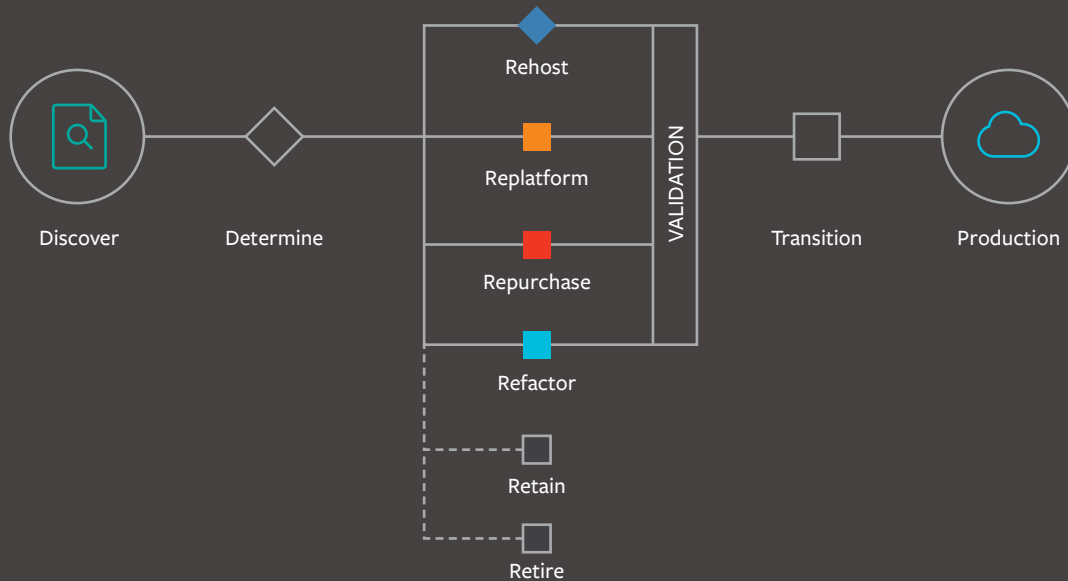 Rehost
Replatform
VALIDATION
Discover
Determine
Transition
Production
Repurchase
Refactor
Retain
Retire